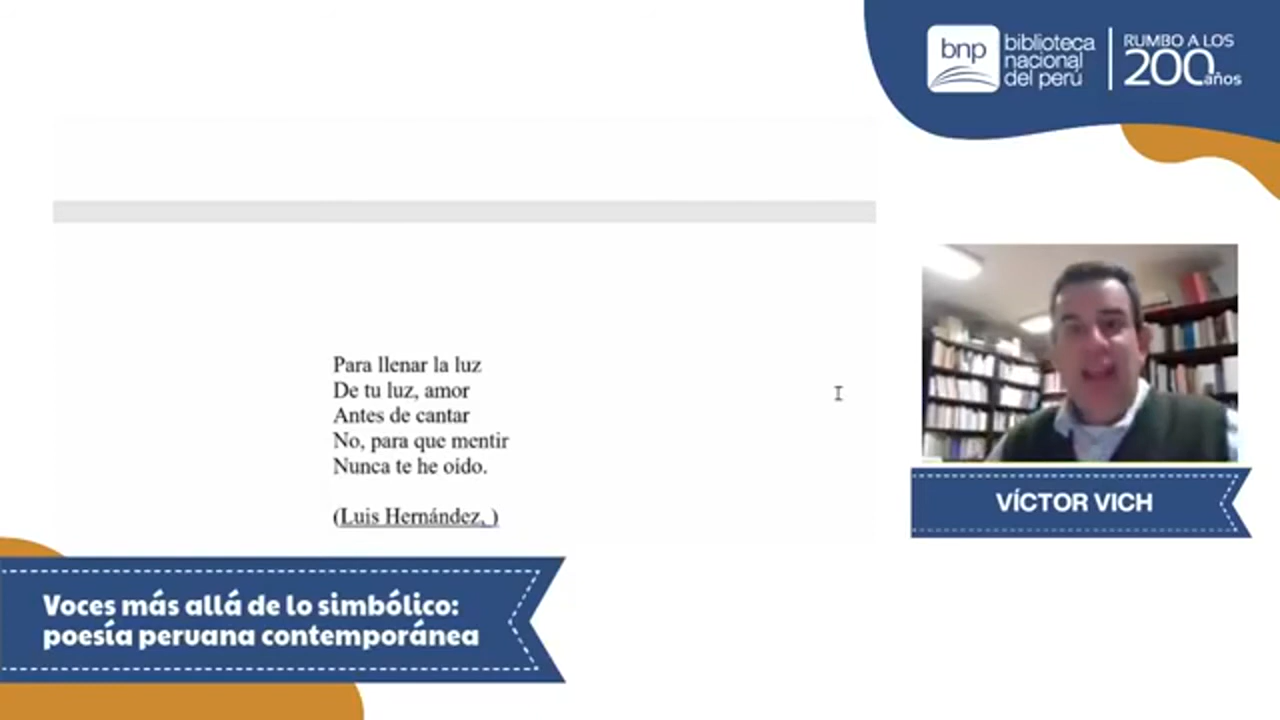 bnp
biblioteca
nacional
del perú
RUMBO A LOS
200
años
Para llenar la luz
De tu luz, amor
Antes de cantar
No, para que mentir
Nunca te he oido.
(Luis Hernández, )
VÍCTOR VICH
Voces más allá de lo simbólico:
poesía peruana contemporánea